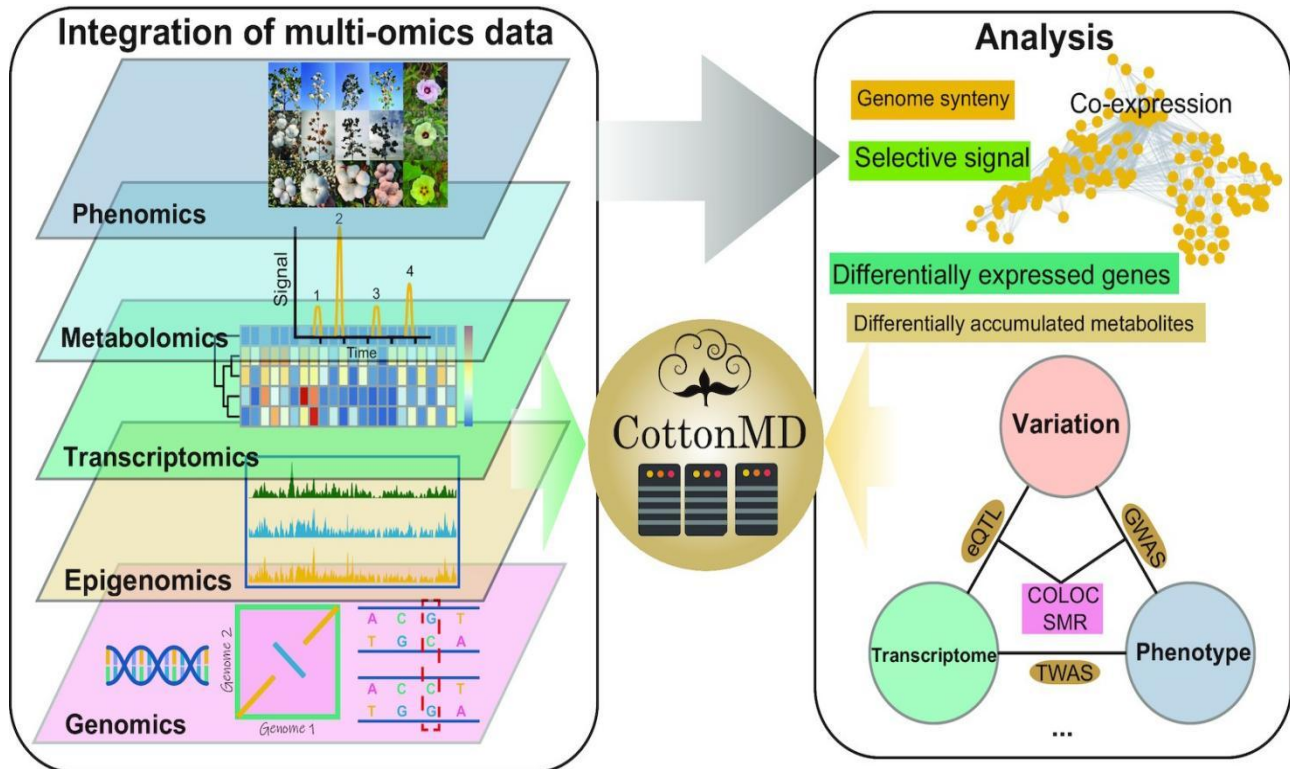 Integration of multi-omics data
Phenomics
Signal
1
2
3
4
Time
Metabolomics
Transcriptomics
Epigenomics
Genome 2
Genome 1
A C G T
T G C A
A C C T
T G G A
Genomics
CottonMD
Analysis
Genome synteny
Co-expression
Selective signal
Differentially expressed genes
Differentially accumulated metabolites
Variation
eQTL
GWAS
COLOC
SMR
Transcriptome
Phenotype
TWAS
...